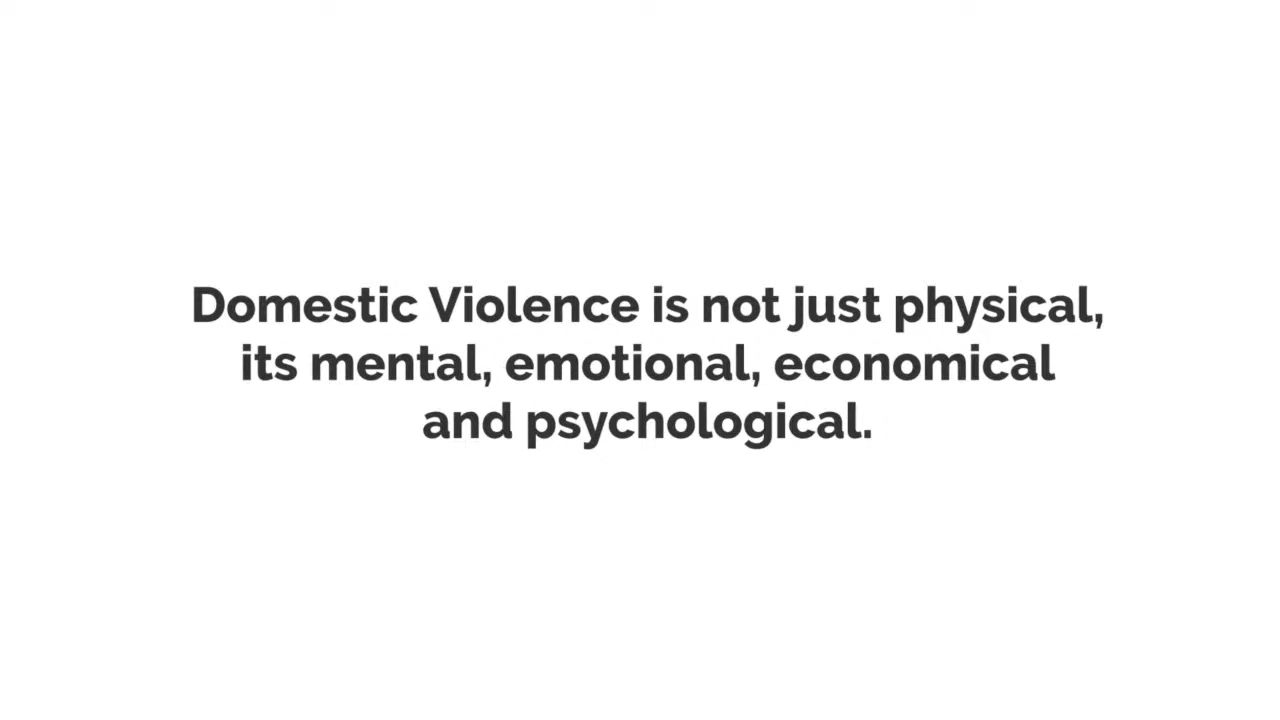 Domestic Violence is not just physical,
its mental, emotional, economical
and psychological.